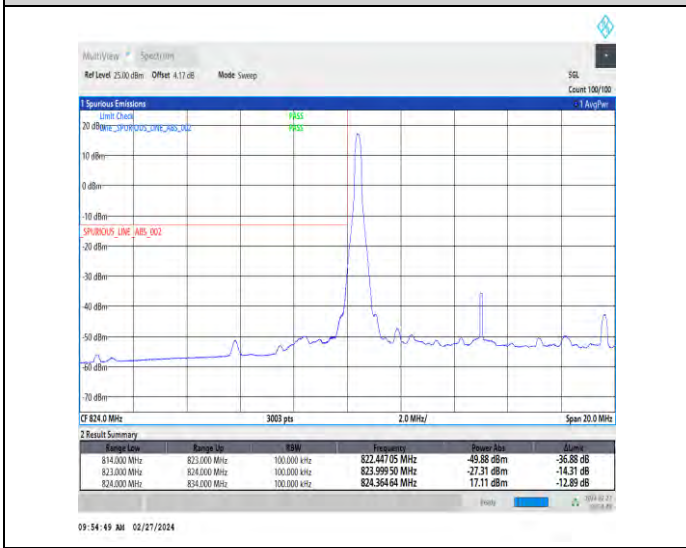 MultiView Spectrum
Ref Level 25.00 dBm Offset 4.17 dB Mode Sweep SGL
Count 100/100
1 Spurious Emissions 1 AvgPwr
Limit Check PASS
20 dBm LINE_SPURIOUS_LINE_ABS_002 PASS
10 dBm
0 dBm
-10 dBm
_SPURIOUS_LINE_ABS_002
-20 dBm
-30 dBm
-40 dBm
-50 dBm
-60 dBm
-70 dBm
CF 824.0 MHz 3003 pts 2.0 MHz/ Span 20.0 MHz
2 Result Summary
Range Low Range Up RBW Frequency Power Abs ΔLimit
814.000 MHz 823.000 MHz 100.000 kHz 822.44705 MHz -49.88 dBm -36.88 dB
823.000 MHz 824.000 MHz 100.000 kHz 823.99950 MHz -27.31 dBm -14.31 dB
824.000 MHz 834.000 MHz 100.000 kHz 824.36464 MHz 17.11 dBm -12.89 dB
09:54:49 AM 02/27/2024